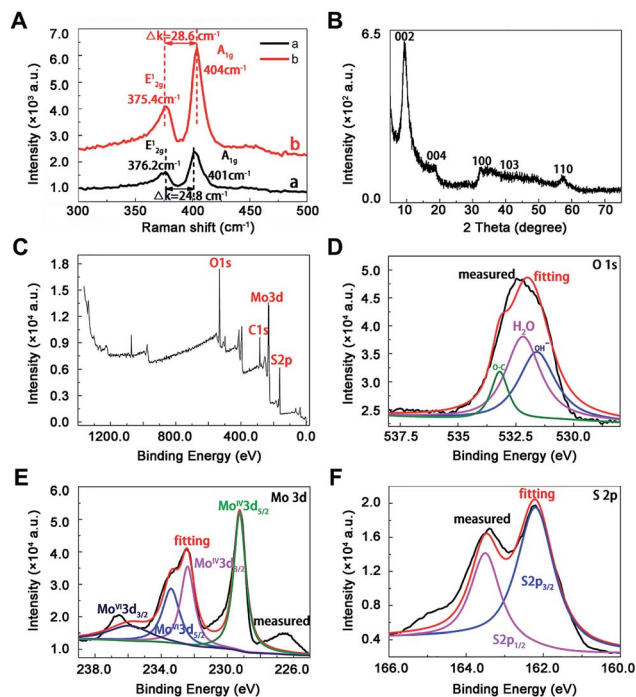 A
Δk=28.6cm⁻¹
a
b
A1g
404cm⁻¹
E¹2g
375.4cm⁻¹
b
E¹2g
376.2cm⁻¹
A1g
401cm⁻¹
a
Δk=24.8 cm⁻¹
7.0
6.0
5.0
4.0
3.0
2.0
1.0
300
350
400
450
500
Intensity (×10³ a.u.)
Raman shift (cm⁻¹)
B
6.5
0.0
002
004
100
103
110
10
20
30
40
50
60
70
Intensity (×10² a.u.)
2 Theta (degree)
C
1.8
1.5
1.2
0.9
0.6
0.3
0.0
O1s
Mo3d
C1s
S2p
1200.0
800.0
400.0
0.0
Intensity (×10⁴ a.u.)
Binding Energy (eV)
D
O 1s
measured
fitting
H2O
O-C
OH⁻
5.0
4.5
4.0
3.5
3.0
2.5
537.5
535.0
532.5
530.0
Intensity (×10⁴ a.u.)
Binding Energy (eV)
E
Mo 3d
Moᴵⱽ3d5/2
fitting
Moᴵⱽ3d3/2
Moⱽᴵ3d3/2
Moⱽᴵ3d5/2
measured
6.0
5.0
4.0
3.0
2.0
1.0
239.0
234.0
229.0
226.0
Intensity (×10⁴ a.u.)
Binding Energy (eV)
F
S 2p
fitting
measured
S2p3/2
S2p1/2
2.0
1.6
1.2
0.8
0.4
166.0
164.0
162.0
160.0
Intensity (×10⁴ a.u.)
Binding Energy (eV)